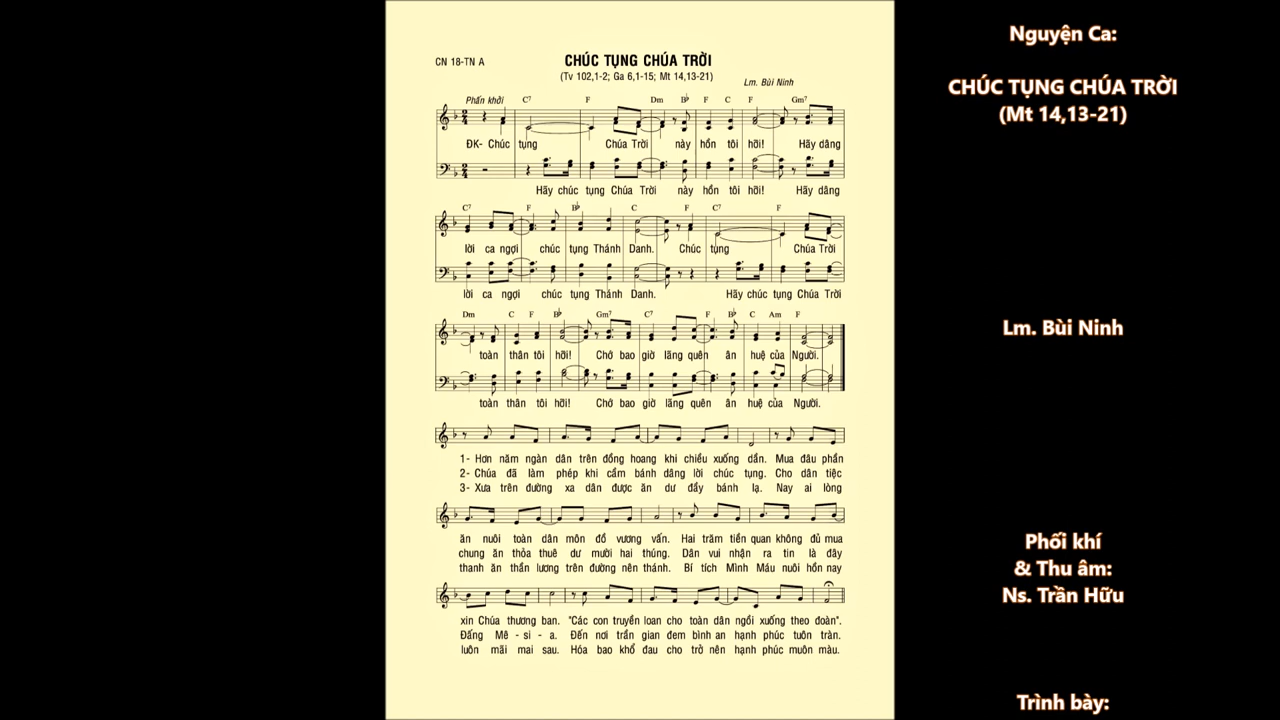 CN 18-TN A
CHÚC TỤNG CHÚA TRỜI
(Tv 102,1-2; Ga 6,1-15; Mt 14,13-21)
Lm. Bùi Ninh
Phấn khởi
C7 F Dm Bb F C F Gm7
ĐK- Chúc tụng Chúa Trời này hồn tôi hỡi! Hãy dâng
Hãy chúc tụng Chúa Trời này hồn tôi hỡi! Hãy dâng
C7 F Bb C F C7 F
lời ca ngợi chúc tụng Thánh Danh. Chúc tụng Chúa Trời
lời ca ngợi chúc tụng Thánh Danh. Hãy chúc tụng Chúa Trời
Dm C F Bb Gm7 C7 F Bb C Am F
toàn thân tôi hỡi! Chớ bao giờ lãng quên ân huệ của Người.
toàn thân tôi hỡi! Chớ bao giờ lãng quên ân huệ của Người.
1- Hơn năm ngàn dân trên đồng hoang khi chiều xuống dần. Mua đâu phần
2- Chúa đã làm phép khi cầm bánh dâng lời chúc tụng. Cho dân tiệc
3- Xưa trên đường xa dân được ăn dư đầy bánh lạ. Nay ai lòng
ăn nuôi toàn dân môn đồ vương vấn. Hai trăm tiền quan không đủ mua
chung ăn thỏa thuê dư mười hai thúng. Dân vui nhận ra tin là đây
thanh ăn thần lương trên đường nên thánh. Bí tích Mình Máu nuôi hồn nay
xin Chúa thương ban. "Các con truyền loan cho toàn dân ngồi xuống theo đoàn".
Đấng Mê - si - a. Đến nơi trần gian đem bình an hạnh phúc tuôn tràn.
luôn mãi mai sau. Hóa bao khổ đau cho trở nên hạnh phúc muôn màu.
Nguyện Ca:
CHÚC TỤNG CHÚA TRỜI
(Mt 14,13-21)
Lm. Bùi Ninh
Phối khí
& Thu âm:
Ns. Trần Hữu
Trình bày: